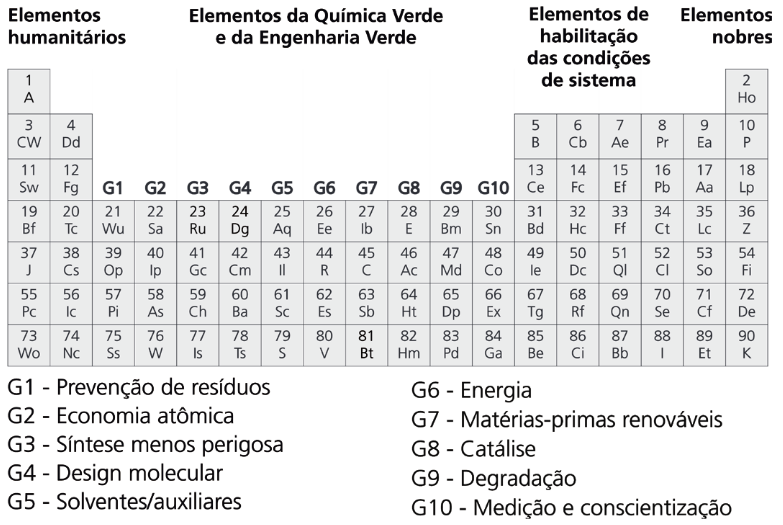 Elementos humanitários
Elementos da Química Verde e da Engenharia Verde
Elementos de habilitação das condições de sistema
Elementos nobres
1 2
A Ho
3 4 5 6 7 8 9 10
CW Dd B Cb Ae Pr Ea P
11 12 13 14 15 16 17 18
Sw Fg G1 G2 G3 G4 G5 G6 G7 G8 G9 G10 Ce Fc Ef Pb Aa Lp
19 20 21 22 23 24 25 26 27 28 29 30 31 32 33 34 35 36
Bf Tc Wu Sa Ru Dg Aq Ee Ib E Bm Sn Bd Hc Ff Ct Lc Z
37 38 39 40 41 42 43 44 45 46 47 48 49 50 51 52 53 54
J Cs Op Ip Gc Cm Il R C Ac Md Co Ie Dc Ql Cl So Fi
55 56 57 58 59 60 61 62 63 64 65 66 67 68 69 70 71 72
Pc Ic Pi As Ch Ba Sc Es Sb Ht Dp Ex Tg Rf Qn Se Cf De
73 74 75 76 77 78 79 80 81 82 83 84 85 86 87 88 89 90
Wo Nc Ss W Is Ts S V Bt Hm Pd Ga Be Ci Bb I Et K
G1 - Prevenção de resíduos
G2 - Economia atômica
G3 - Síntese menos perigosa
G4 - Design molecular
G5 - Solventes/auxiliares
G6 - Energia
G7 - Matérias-primas renováveis
G8 - Catálise
G9 - Degradação
G10 - Medição e conscientização